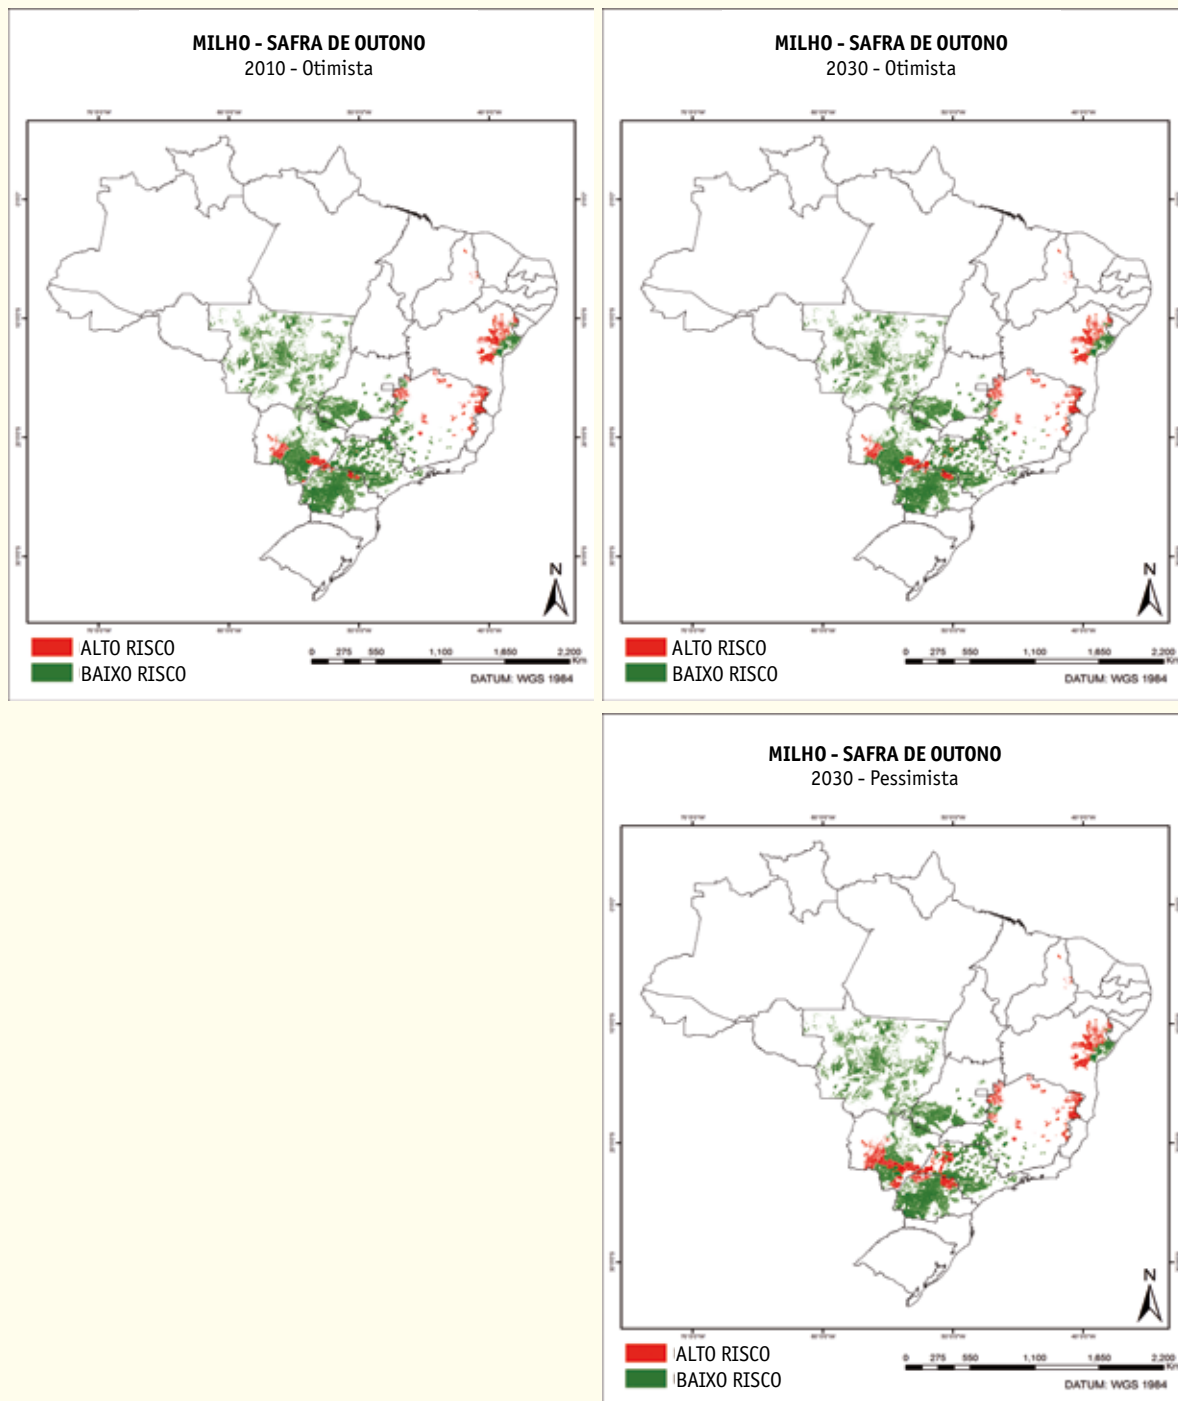 MILHO - SAFRA DE OUTONO
2010 - Otimista
N
ALTO RISCO
BAIXO RISCO
0 275 550 1,100 1,650 2,200
Km
DATUM: WGS 1984
MILHO - SAFRA DE OUTONO
2030 - Otimista
N
ALTO RISCO
BAIXO RISCO
0 275 550 1,100 1,650 2,200
Km
DATUM: WGS 1984
MILHO - SAFRA DE OUTONO
2030 - Pessimista
N
ALTO RISCO
BAIXO RISCO
0 275 550 1,100 1,650 2,200
Km
DATUM: WGS 1984